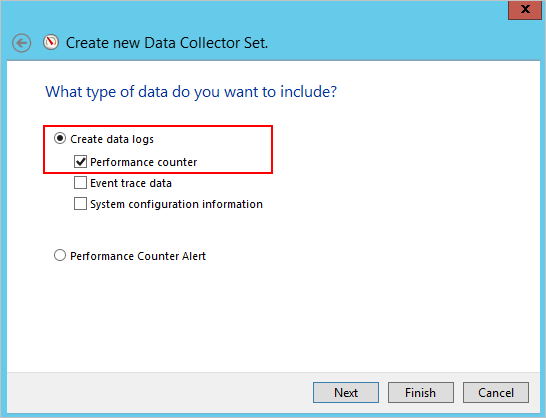 Create new Data Collector Set.
What type of data do you want to include?
Create data logs
Performance counter
Event trace data
System configuration information
Performance Counter Alert
Next Finish Cancel